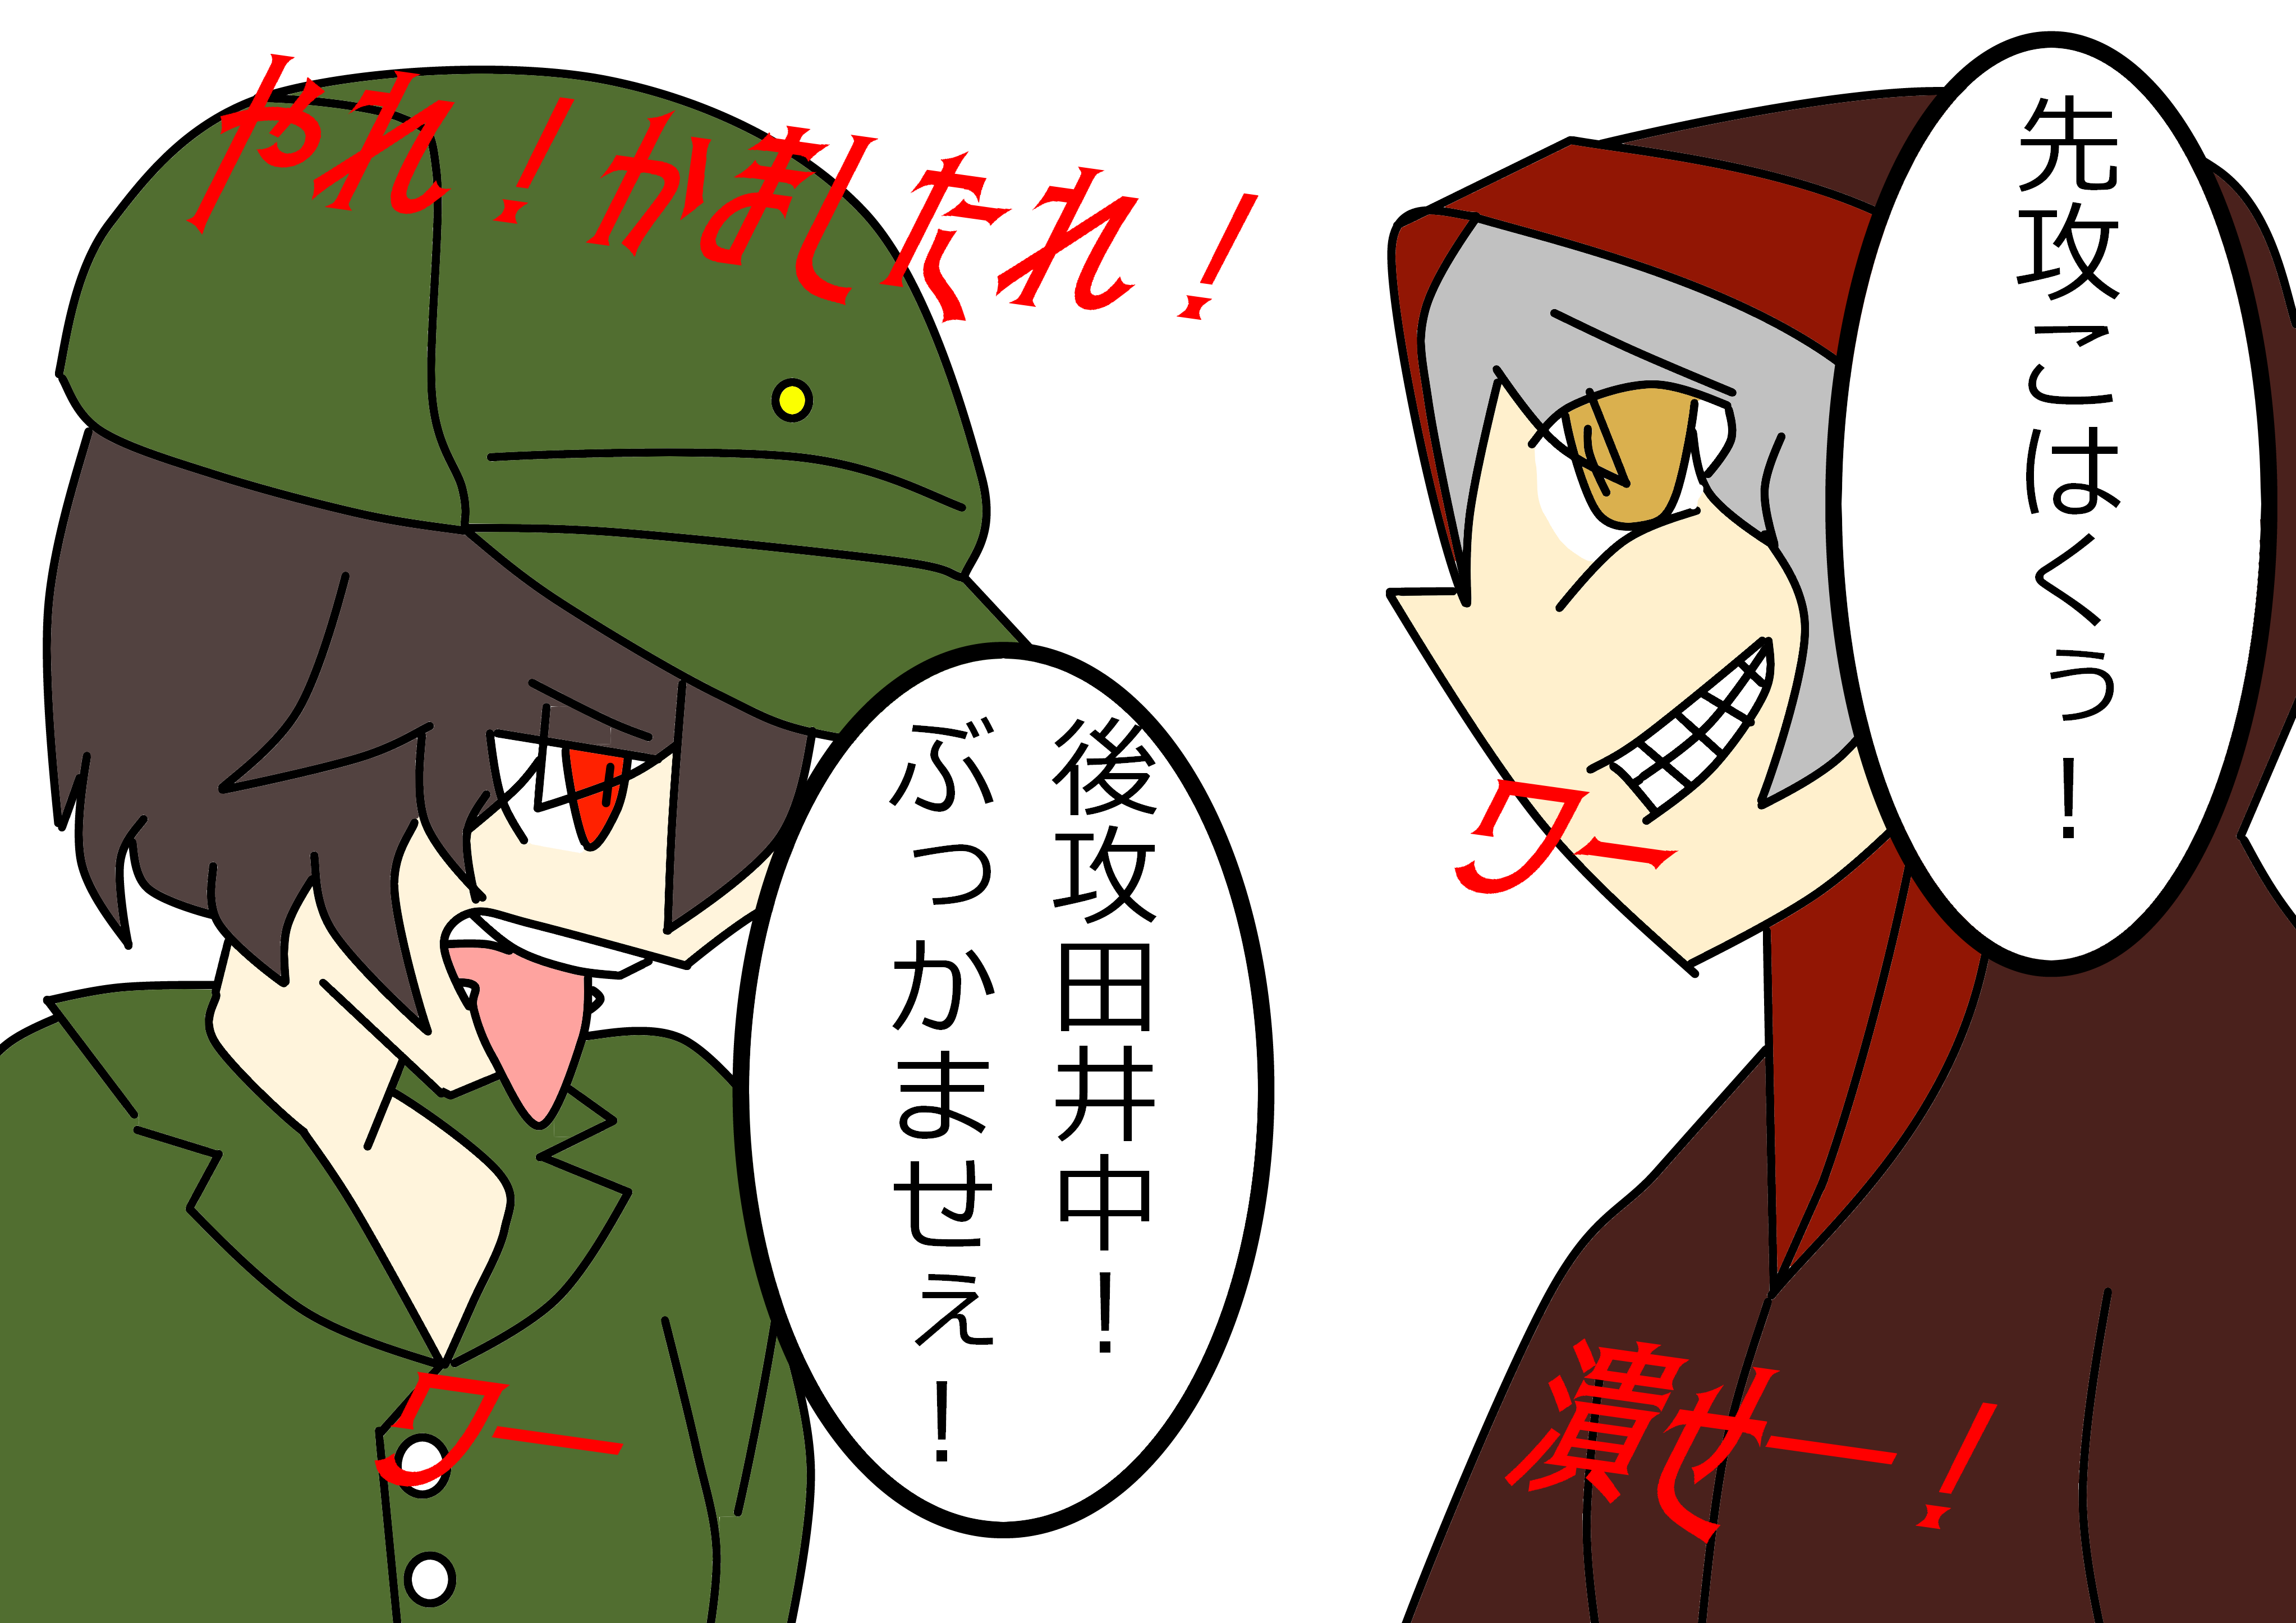 先攻こはくぅ！
やれ！かましたれ！
後攻田井中！
ぶっかませぇ！
ワー
ワー
潰せー！